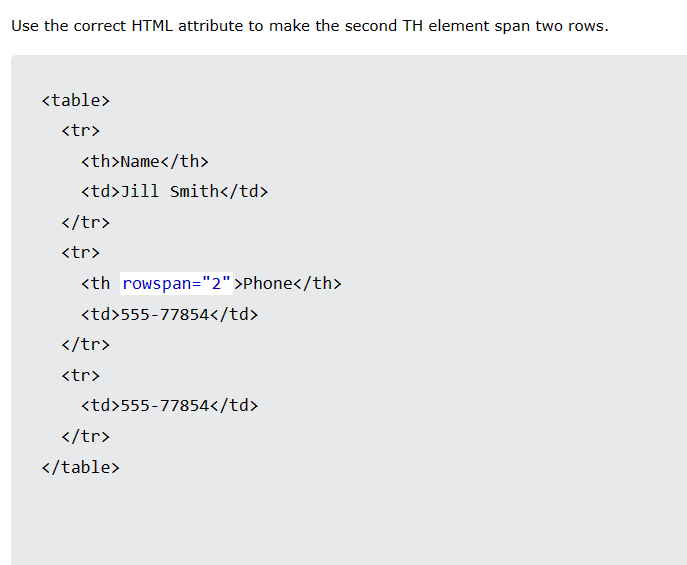 Use the correct HTML attribute to make the second TH element span two rows.
<table>
<tr>
<th>Name</th>
<td>Jill Smith</td>
</tr>
<tr>
<th rowspan="2">Phone</th>
<td>555-77854</td>
</tr>
<tr>
<td>555-77854</td>
</tr>
</table>